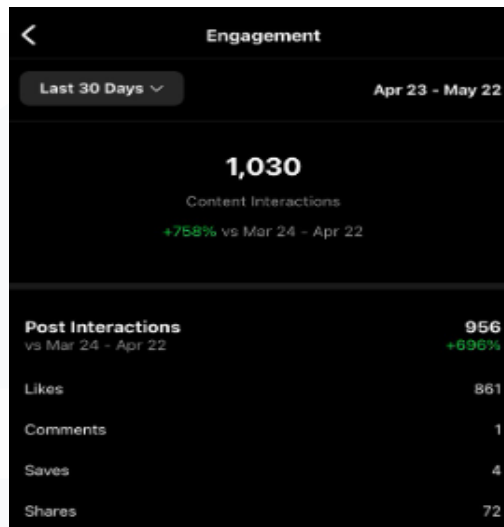 Engagement
Last 30 Days Apr 23 - May 22
1,030
Content Interactions
+758% vs Mar 24 - Apr 22
Post Interactions 956
vs Mar 24 - Apr 22 +696%
Likes 861
Comments 1
Saves 4
Shares 72